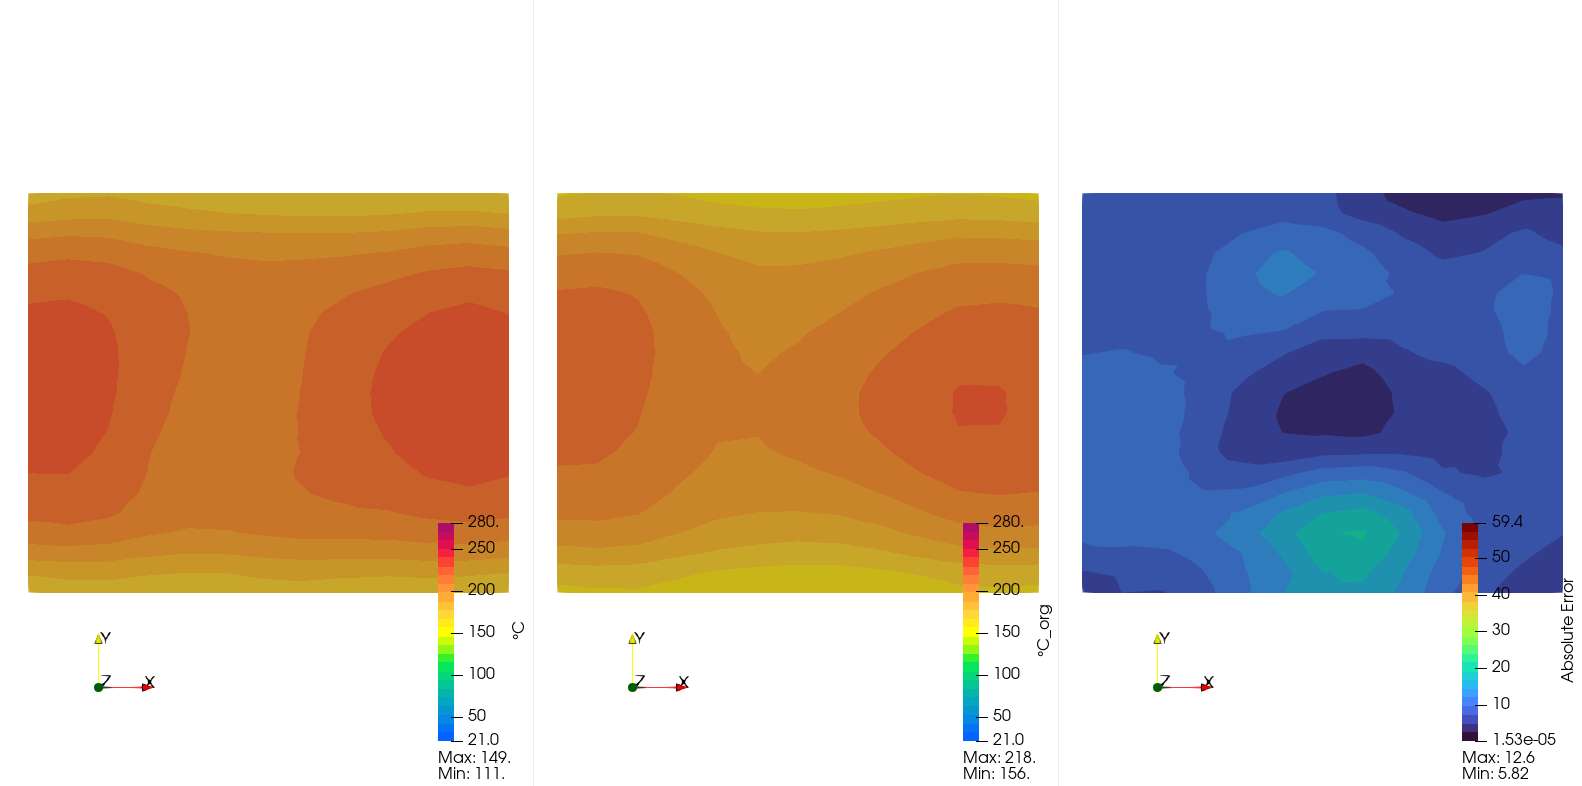 280.
250
200
150
100
50
21.0
°C
Max: 149.
Min: 111.
Y
Z
X
280.
250
200
150
100
50
21.0
°C_org
Max: 218.
Min: 156.
Y
Z
X
59.4
50
40
30
20
10
1.53e-05
Absolute Error
Max: 12.6
Min: 5.82
Y
Z
X